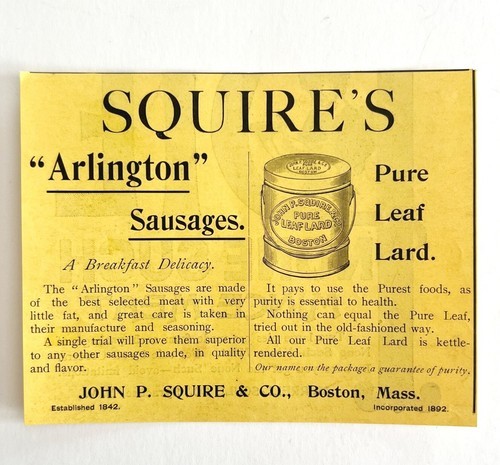 SQUIRE'S
"Arlington"
Sausages.
A Breakfast Delicacy.
The "Arlington" Sausages are made
of the best selected meat with very
little fat, and great care is taken in
their manufacture and seasoning.
A single trial will prove them superior
to any other sausages made, in quality
and flavor.
LEAF LARD
BOSTON
JOHN P. SQUIRE & CO.
PURE
LEAF LARD
BOSTON
Pure
Leaf
Lard.
It pays to use the Purest foods, as
purity is essential to health.
Nothing can equal the Pure Leaf,
tried out in the old-fashioned way.
All our Pure Leaf Lard is kettle-
rendered.
Our name on the package a guarantee of purity.
JOHN P. SQUIRE & CO., Boston, Mass.
Established 1842.
Incorporated 1892.